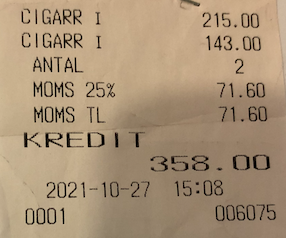 CIGARR I 215.00
CIGARR I 143.00
ANTAL 2
MOMS 25% 71.60
MOMS TL 71.60
KREDIT
358.00
2021-10-27 15:08
0001 006075